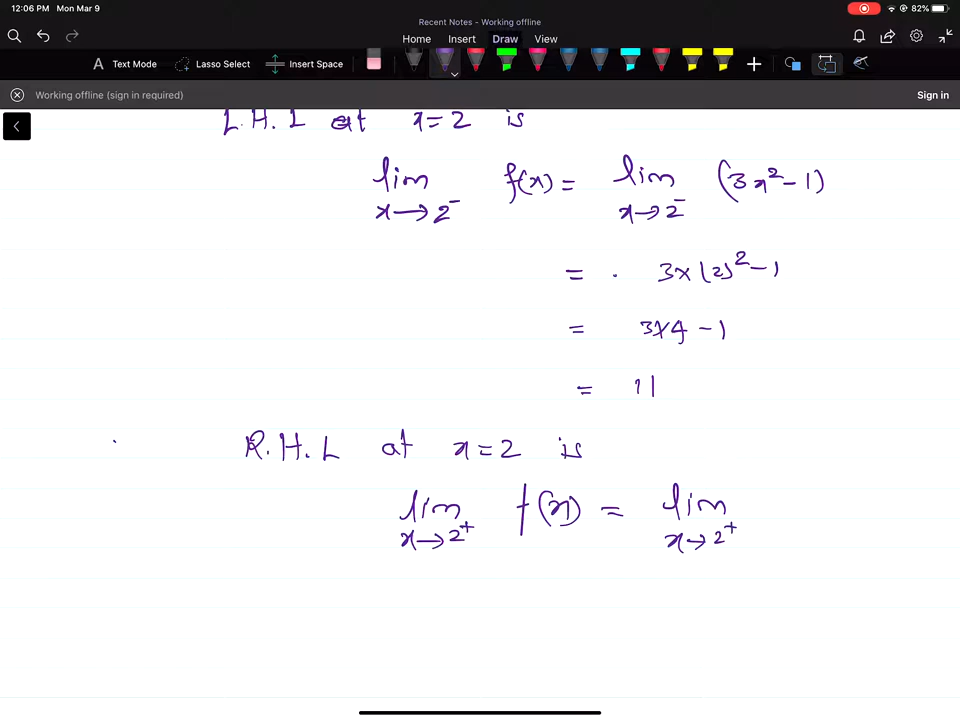 12:06 PM Mon Mar 9
82%
Recent Notes - Working offline
Home Insert Draw View
Text Mode Lasso Select Insert Space
Working offline (sign in required) Sign in
L.H.L at x=2 is
lim x→2⁻ f(x) = lim x→2⁻ (3x²-1)
= 3×(2)²-1
= 3×4-1
= 11
R.H.L at x=2 is
lim x→2⁺ f(x) = lim x→2⁺